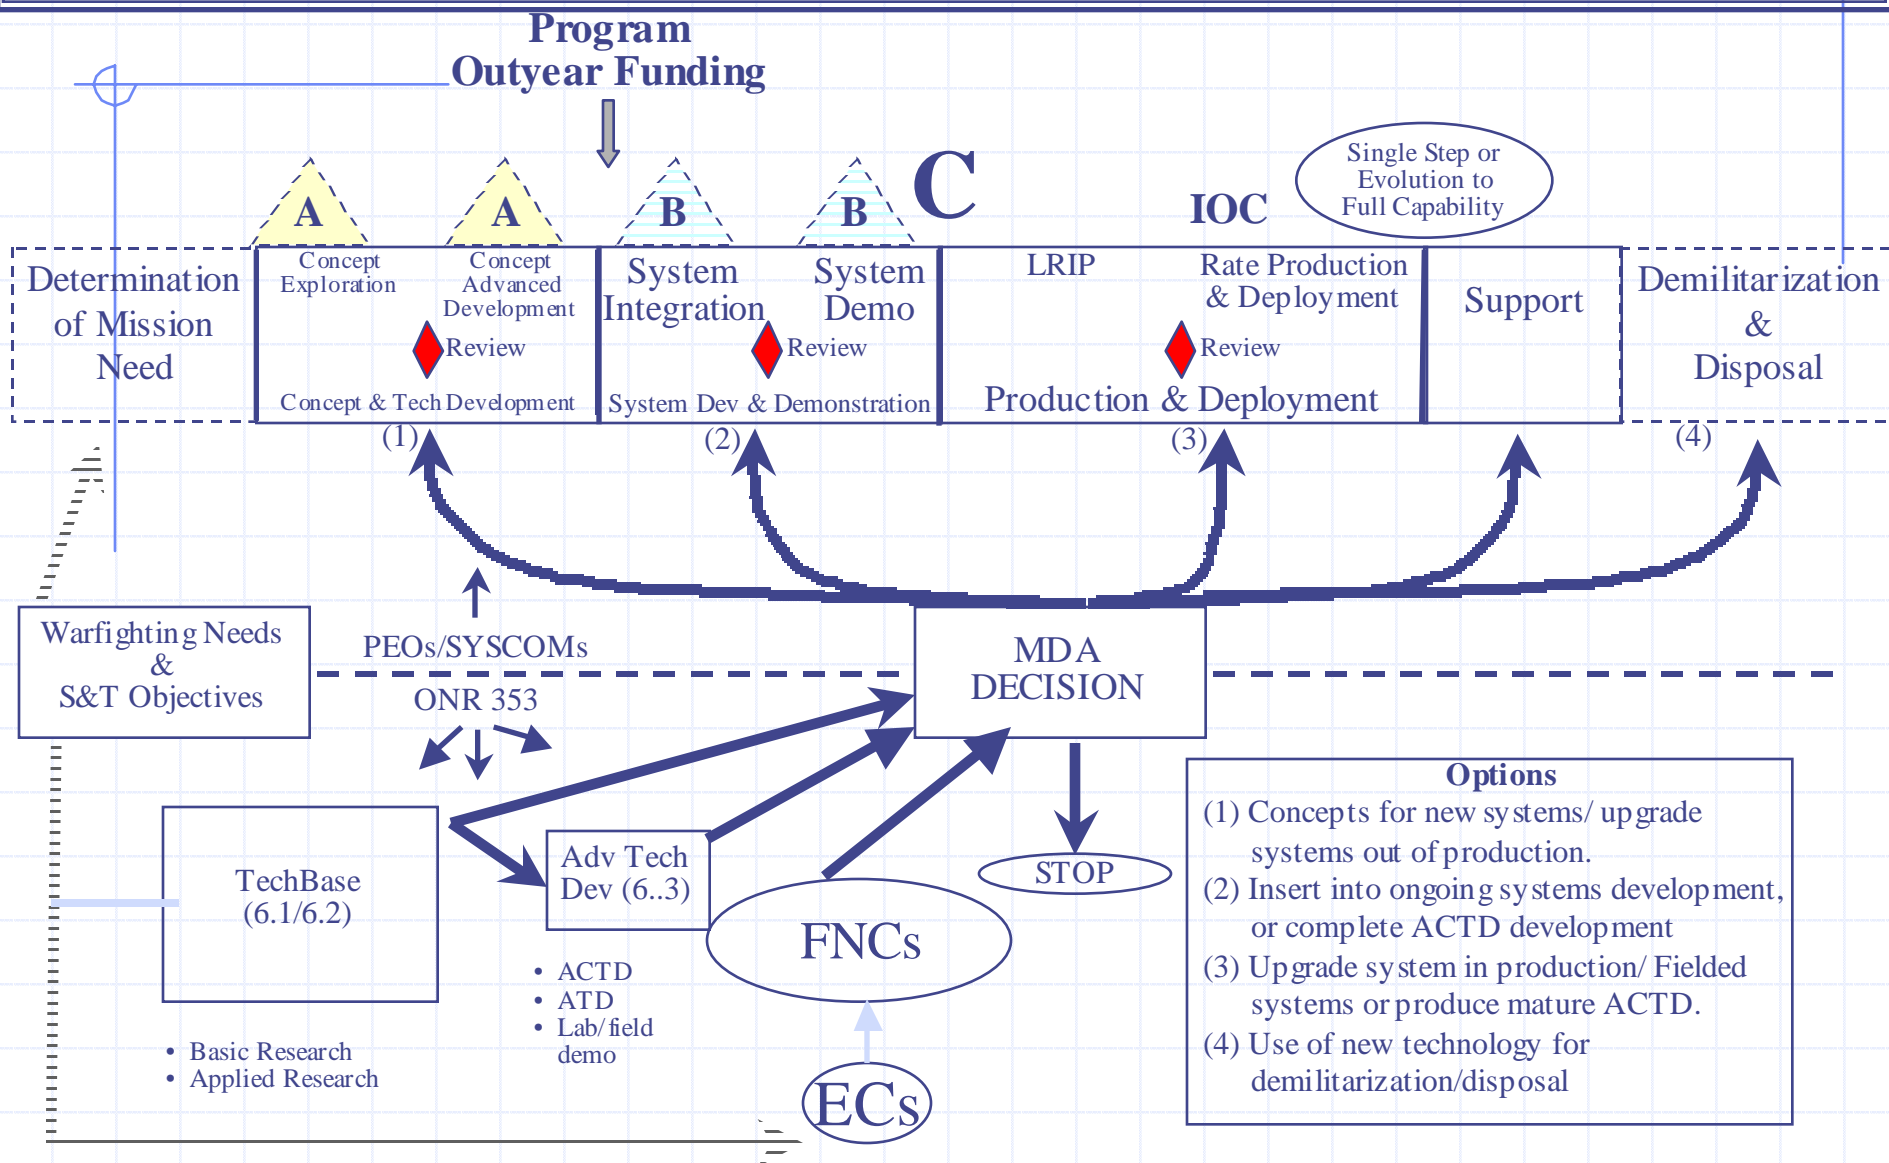 Program
Outyear Funding
Single Step or
Evolution to
Full Capability
A
A
B
B
C
IOC
Determination
of Mission
Need
Concept
Exploration
Concept
Advanced
Development
Review
Concept & Tech Development
System
Integration
System
Demo
Review
System Dev & Demonstration
LRIP
Rate Production
& Deployment
Review
Production & Deployment
Support
Demilitarization
&
Disposal
(1)
(2)
(3)
(4)
Warfighting Needs
&
S&T Objectives
PEOs/SYSCOMs
ONR 353
MDA
DECISION
STOP
TechBase
(6.1/6.2)
• Basic Research
• Applied Research
Adv Tech
Dev (6..3)
• ACTD
• ATD
• Lab/field
demo
FNCs
ECs
Options
(1) Concepts for new systems/ upgrade
systems out of production.
(2) Insert into ongoing systems development,
or complete ACTD development
(3) Upgrade system in production/ Fielded
systems or produce mature ACTD.
(4) Use of new technology for
demilitarization/disposal